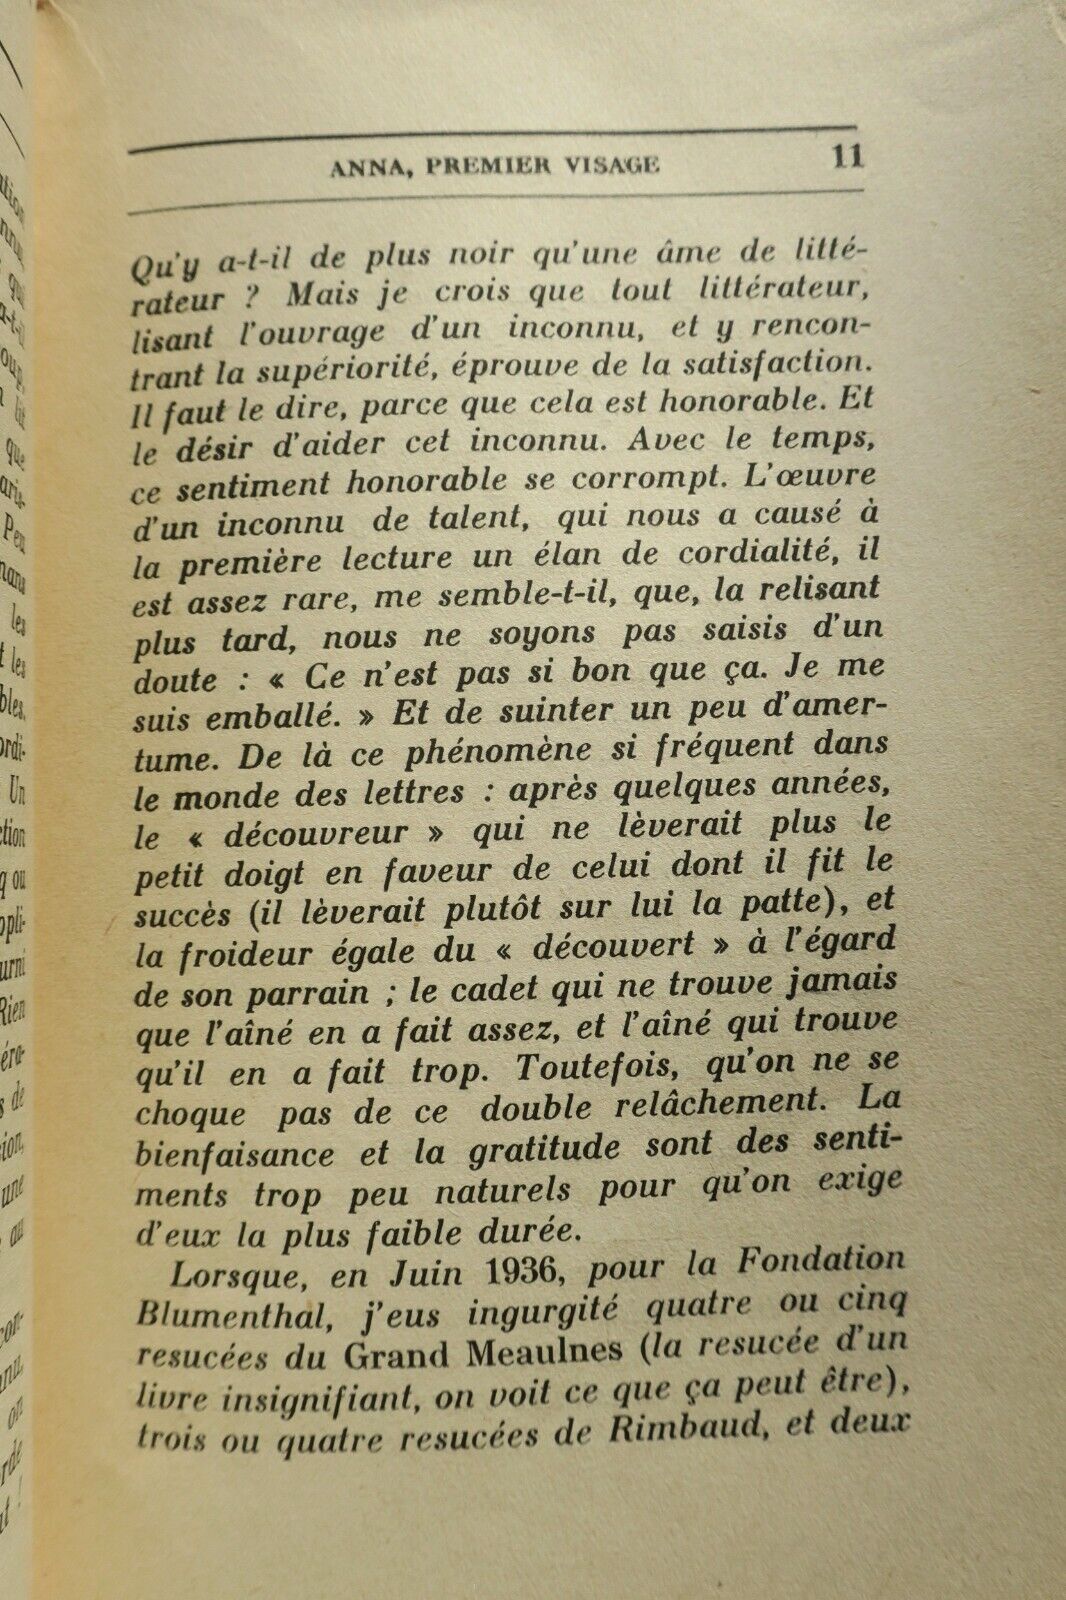 ANNA, PREMIER VISAGE 11
Qu'y a-t-il de plus noir qu'une âme de litté-
rateur ? Mais je crois que tout littérateur,
lisant l'ouvrage d'un inconnu, et y rencon-
trant la supériorité, éprouve de la satisfaction.
Il faut le dire, parce que cela est honorable. Et
le désir d'aider cet inconnu. Avec le temps,
ce sentiment honorable se corrompt. L'œuvre
d'un inconnu de talent, qui nous a causé à
la première lecture un élan de cordialité, il
est assez rare, me semble-t-il, que, la relisant
plus tard, nous ne soyons pas saisis d'un
doute : « Ce n'est pas si bon que ça. Je me
suis emballé. » Et de suinter un peu d'amer-
tume. De là ce phénomène si fréquent dans
le monde des lettres : après quelques années,
le « découvreur » qui ne lèverait plus le
petit doigt en faveur de celui dont il fit le
succès (il lèverait plutôt sur lui la patte), et
la froideur égale du « découvert » à l'égard
de son parrain ; le cadet qui ne trouve jamais
que l'aîné en a fait assez, et l'aîné qui trouve
qu'il en a fait trop. Toutefois, qu'on ne se
choque pas de ce double relâchement. La
bienfaisance et la gratitude sont des senti-
ments trop peu naturels pour qu'on exige
d'eux la plus faible durée.
Lorsque, en Juin 1936, pour la Fondation
Blumenthal, j'eus ingurgité quatre ou cinq
resucées du Grand Meaulnes (la resucée d'un
livre insignifiant, on voit ce que ça peut être),
trois ou quatre resucées de Rimbaud, et deux